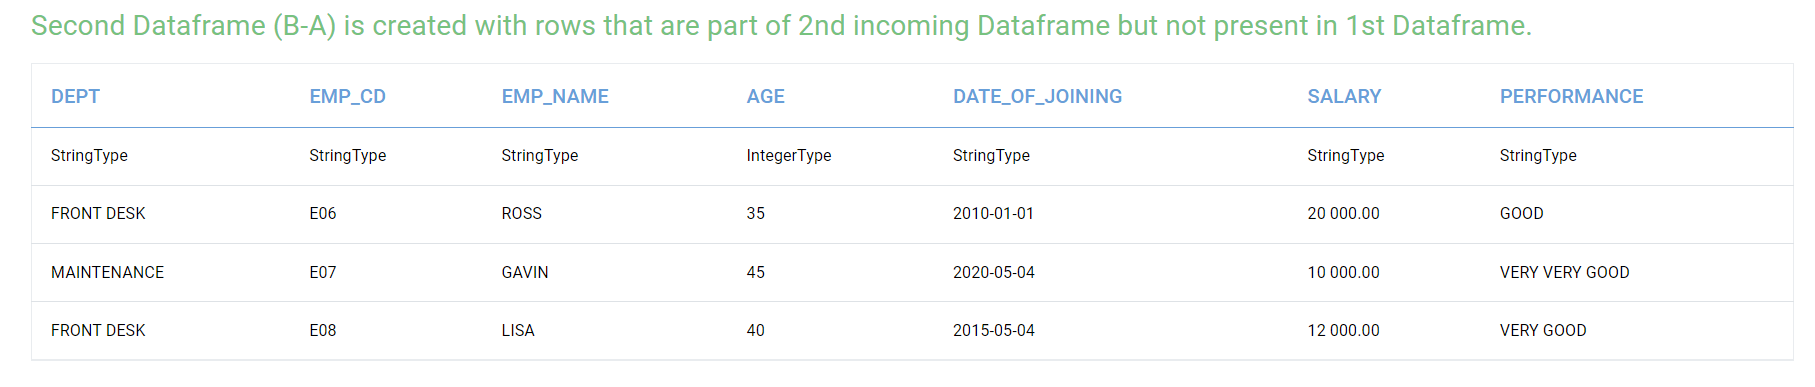 Second Dataframe (B-A) is created with rows that are part of 2nd incoming Dataframe but not present in 1st Dataframe.
DEPT EMP_CD EMP_NAME AGE DATE_OF_JOINING SALARY PERFORMANCE
StringType StringType StringType IntegerType StringType StringType StringType
FRONT DESK E06 ROSS 35 2010-01-01 20 000.00 GOOD
MAINTENANCE E07 GAVIN 45 2020-05-04 10 000.00 VERY VERY GOOD
FRONT DESK E08 LISA 40 2015-05-04 12 000.00 VERY GOOD